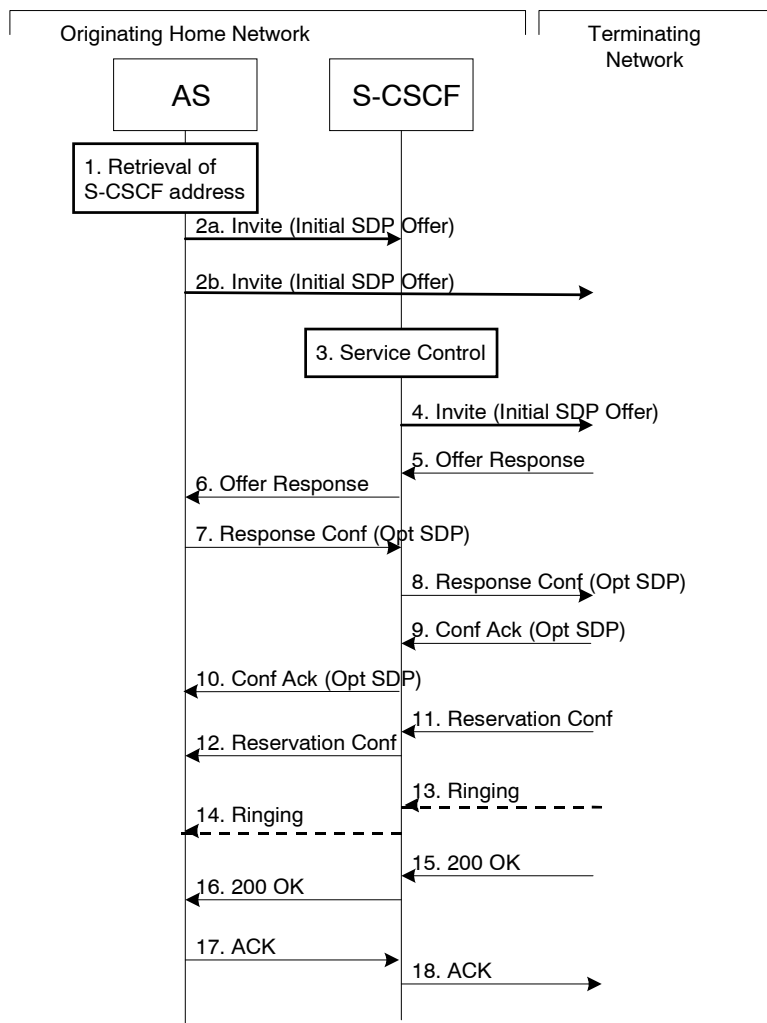 Originating Home Network
Terminating
Network
AS
S-CSCF
1. Retrieval of
S-CSCF address
2a. Invite (Initial SDP Offer)
2b. Invite (Initial SDP Offer)
3. Service Control
4. Invite (Initial SDP Offer)
5. Offer Response
6. Offer Response
7. Response Conf (Opt SDP)
8. Response Conf (Opt SDP)
9. Conf Ack (Opt SDP)
10. Conf Ack (Opt SDP)
11. Reservation Conf
12. Reservation Conf
13. Ringing
14. Ringing
15. 200 OK
16. 200 OK
17. ACK
18. ACK